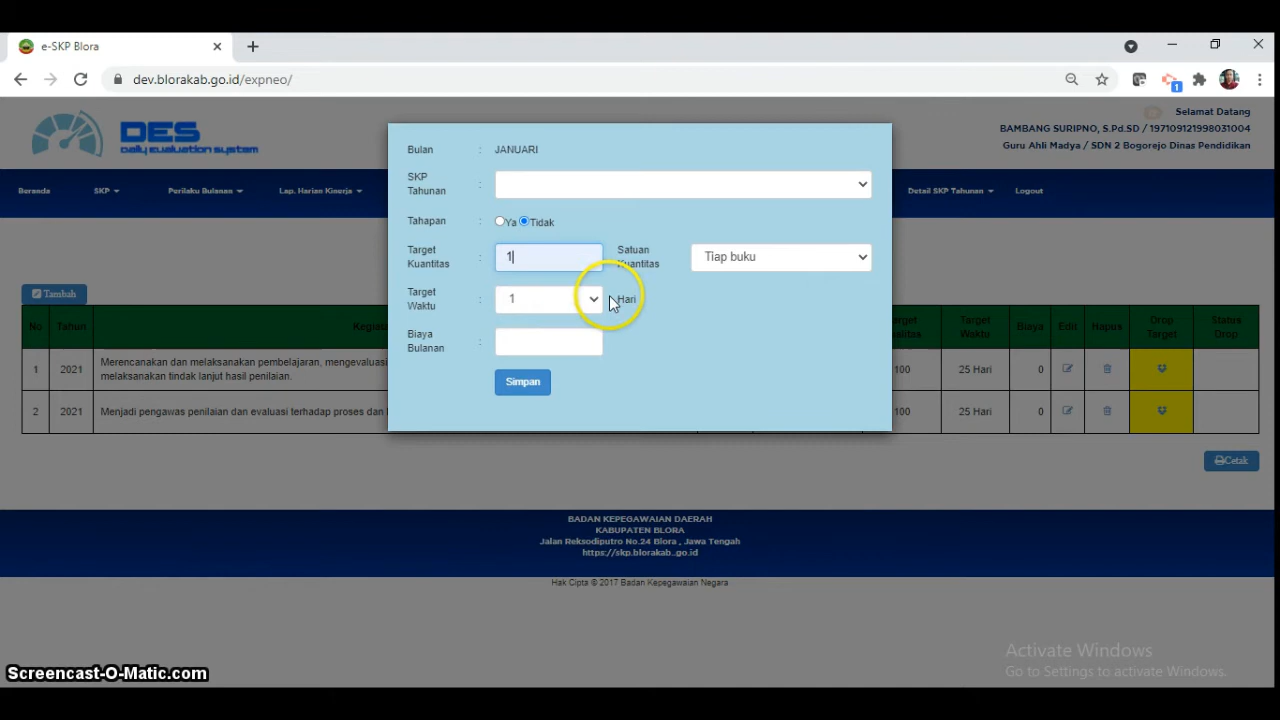 e-SKP Blora
dev.blorakab.go.id/expneo/
1
DES
daily evaluation system
Selamat Datang
BAMBANG SURIPNO, S.Pd.SD / 197109121998031004
Guru Ahli Madya / SDN 2 Bogorejo Dinas Pendidikan
Beranda SKP Perilaku Bulanan Lap. Harian Kinerja Detail SKP Tahunan Logout
Bulan : JANUARI
SKP Tahunan :
Tahapan : Ya Tidak
Target Kuantitas : 1 Satuan Kuantitas Tiap buku
Target Waktu : 1 Hari
Biaya Bulanan :
Simpan
Tambah
No Tahun Target Waktu Biaya Edit Hapus Drop Target Status Drop
1 2021 Merencanakan dan melaksanakan pembelajaran, mengevaluasi
melaksanakan tindak lanjut hasil penilaian. 100 25 Hari 0
2 2021 Menjadi pengawas penilaian dan evaluasi terhadap proses dan 100 25 Hari 0
Cetak
BADAN KEPEGAWAIAN DAERAH
KABUPATEN BLORA
Jalan Reksodiputro No.24 Blora , Jawa Tengah
https://skp.blorakab.go.id
Hak Cipta © 2017 Badan Kepegawaian Negara
Activate Windows
Go to Settings to activate Windows.
Screencast-O-Matic.com